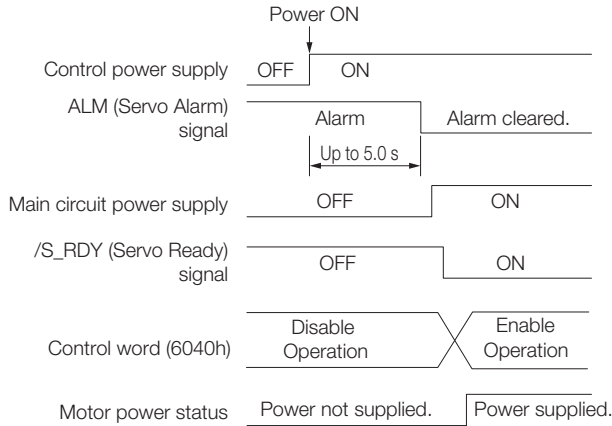 Power ON
Control power supply OFF ON
ALM (Servo Alarm)
signal
Alarm Alarm cleared.
Up to 5.0 s
Main circuit power supply OFF ON
/S_RDY (Servo Ready)
signal
OFF ON
Control word (6040h)
Disable
Operation
Enable
Operation
Motor power status Power not supplied. Power supplied.